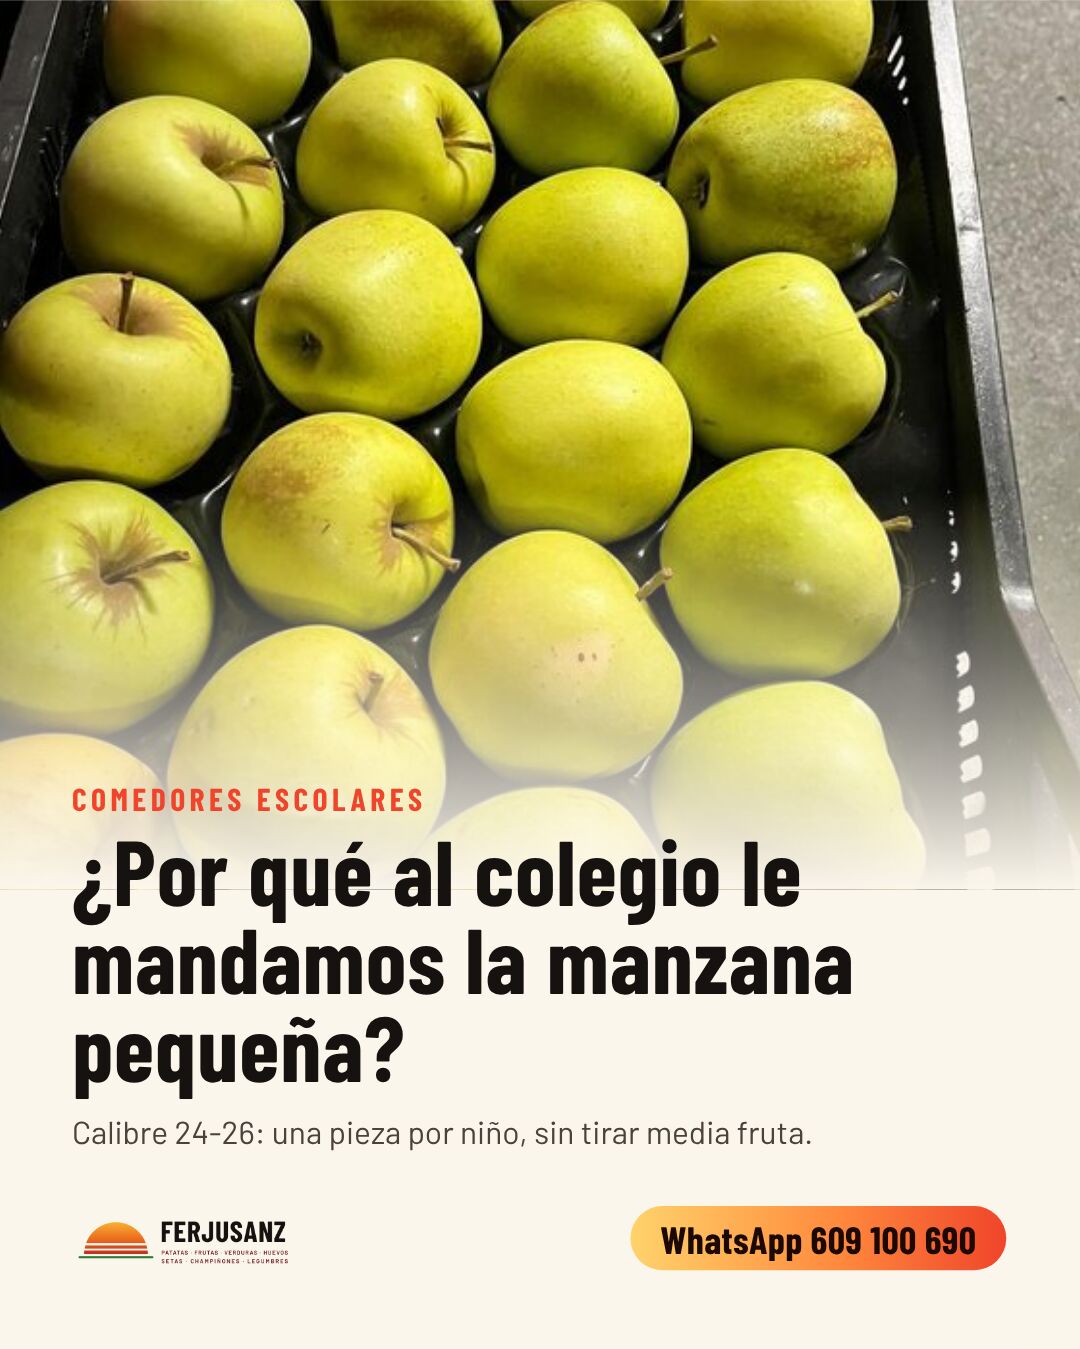 COMEDORES ESCOLARES
¿Por qué al colegio le
mandamos la manzana
pequeña?
Calibre 24-26: una pieza por niño, sin tirar media fruta.
FERJUSANZ
PATATAS · FRUTAS · VERDURAS · HUEVOS
SETAS · CHAMPIÑONES · LEGUMBRES
WhatsApp 609 100 690